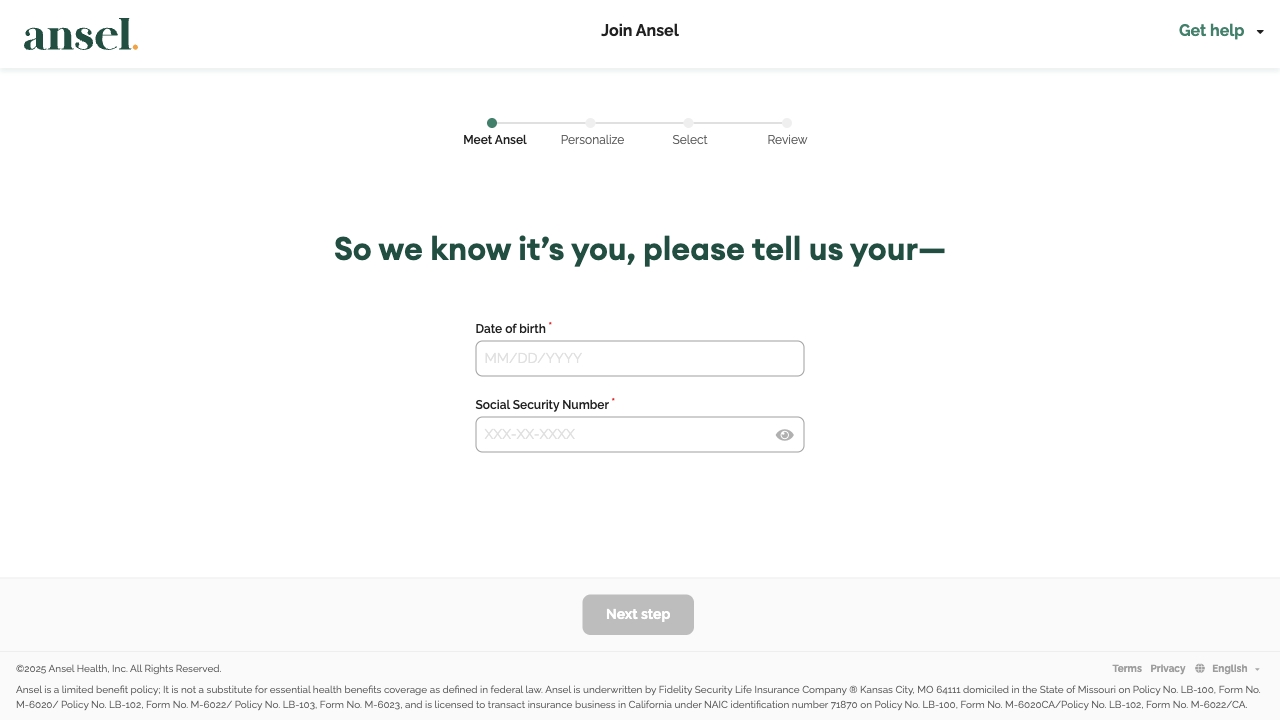 ansel.
Join Ansel
Get help
Meet Ansel
Personalize
Select
Review
So we know it’s you, please tell us your—
Date of birth *
MM/DD/YYYY
Social Security Number *
XXX-XX-XXXX
Next step
©2025 Ansel Health, Inc. All Rights Reserved.
Terms Privacy English
Ansel is a limited benefit policy; It is not a substitute for essential health benefits coverage as defined in federal law. Ansel is underwritten by Fidelity Security Life Insurance Company ® Kansas City, MO 64111 domiciled in the State of Missouri on Policy No. LB-100, Form No.
M-6020/ Policy No. LB-102, Form No. M-6022/ Policy No. LB-103, Form No. M-6023, and is licensed to transact insurance business in California under NAIC identification number 71870 on Policy No. LB-100, Form No. M-6020CA/Policy No. LB-102, Form No. M-6022/CA.